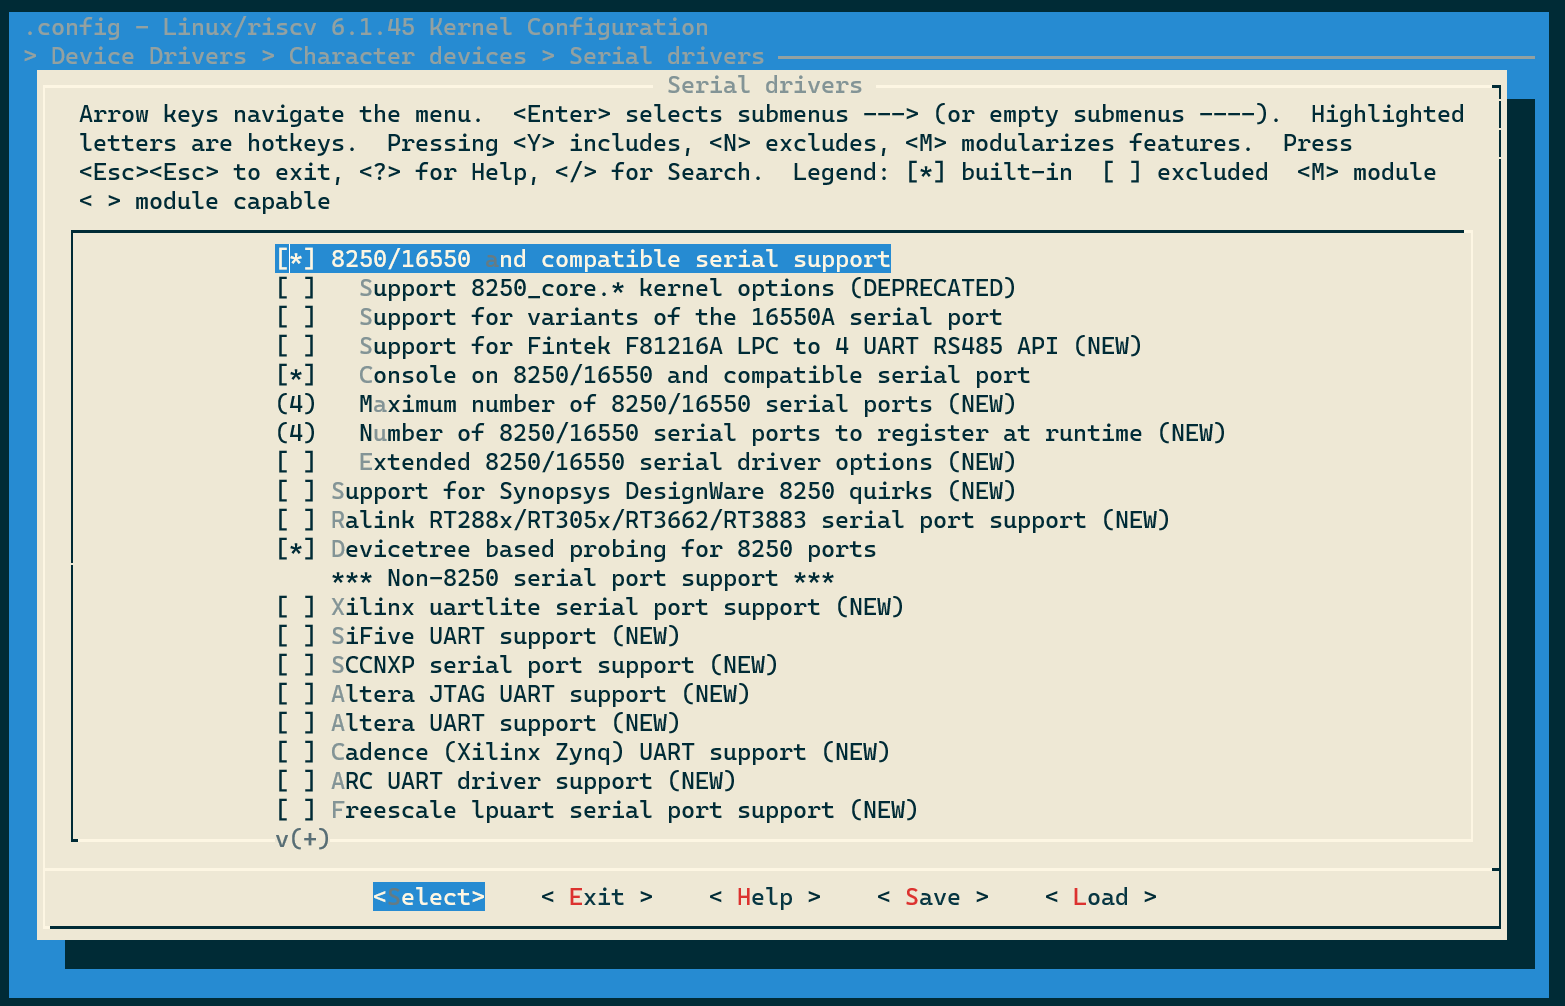 .config - Linux/riscv 6.1.45 Kernel Configuration
> Device Drivers > Character devices > Serial drivers
Serial drivers
Arrow keys navigate the menu.  <Enter> selects submenus ---> (or empty submenus ----).  Highlighted
letters are hotkeys.  Pressing <Y> includes, <N> excludes, <M> modularizes features.  Press
<Esc><Esc> to exit, <?> for Help, </> for Search.  Legend: [*] built-in  [ ] excluded  <M> module
< > module capable
[*] 8250/16550 and compatible serial support
[ ]   Support 8250_core.* kernel options (DEPRECATED)
[ ]   Support for variants of the 16550A serial port
[ ]   Support for Fintek F81216A LPC to 4 UART RS485 API (NEW)
[*]   Console on 8250/16550 and compatible serial port
(4)   Maximum number of 8250/16550 serial ports (NEW)
(4)   Number of 8250/16550 serial ports to register at runtime (NEW)
[ ]   Extended 8250/16550 serial driver options (NEW)
[ ] Support for Synopsys DesignWare 8250 quirks (NEW)
[ ] Ralink RT288x/RT305x/RT3662/RT3883 serial port support (NEW)
[*] Devicetree based probing for 8250 ports
*** Non-8250 serial port support ***
[ ] Xilinx uartlite serial port support (NEW)
[ ] SiFive UART support (NEW)
[ ] SCCNXP serial port support (NEW)
[ ] Altera JTAG UART support (NEW)
[ ] Altera UART support (NEW)
[ ] Cadence (Xilinx Zynq) UART support (NEW)
[ ] ARC UART driver support (NEW)
[ ] Freescale lpuart serial port support (NEW)
v(+)
<Select>    < Exit >    < Help >    < Save >    < Load >